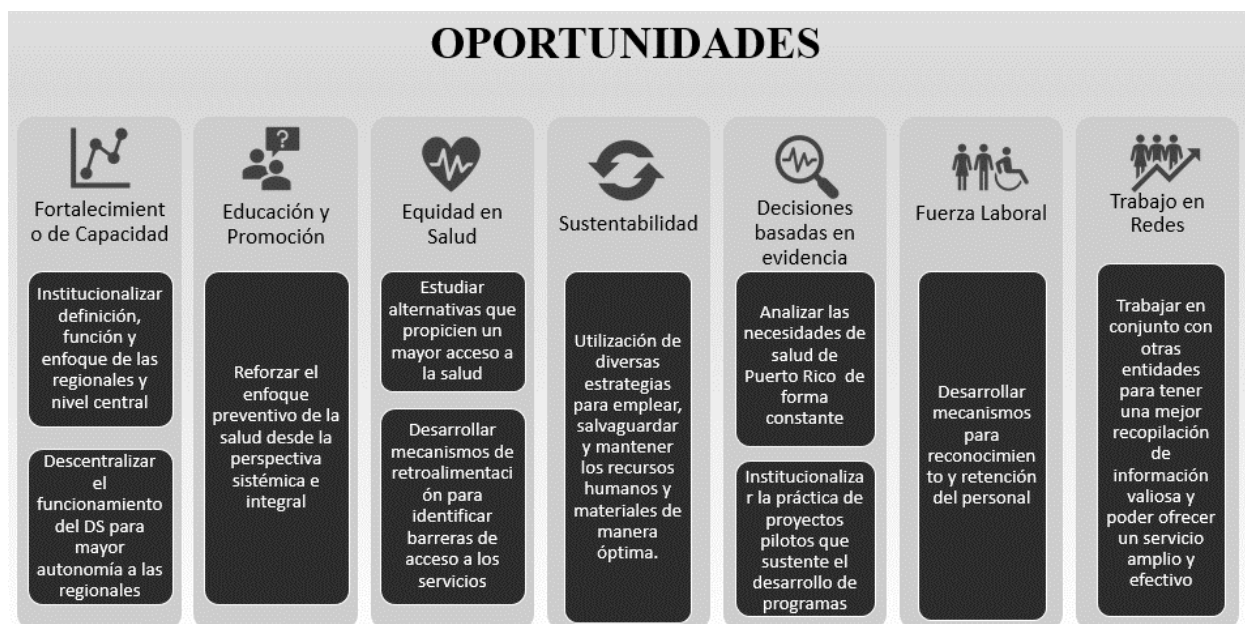 OPORTUNIDADES
?
Fortalecimient
o de Capacidad
Institucionalizar
definición,
función y
enfoque de las
regionales y
nivel central
Descentralizar
el
funcionamiento
del DS para
mayor
autonomía a las
regionales
Educación y
Promoción
Reforzar el
enfoque
preventivo de la
salud desde la
perspectiva
sistémica e
integral
Equidad en
Salud
Estudiar
alternativas que
propicien un
mayor acceso a
la salud
Desarrollar
mecanismos de
retroalimentaci
ón para
identificar
barreras de
acceso a los
servicios
Sustentabilidad
Utilización de
diversas
estrategias
para emplear,
salvaguardar
y mantener
los recursos
humanos y
materiales de
manera
óptima.
Decisiones
basadas en
evidencia
Analizar las
necesidades de
salud de
Puerto Rico de
forma
constante
Institucionaliza
r la práctica de
proyectos
pilotos que
sustente el
desarrollo de
programas
Fuerza Laboral
Desarrollar
mecanismos
para
reconocimien
to y retención
del personal
Trabajo en
Redes
Trabajar en
conjunto con
otras
entidades
para tener
una mejor
recopilación
de
información
valiosa y
poder ofrecer
un servicio
amplio y
efectivo